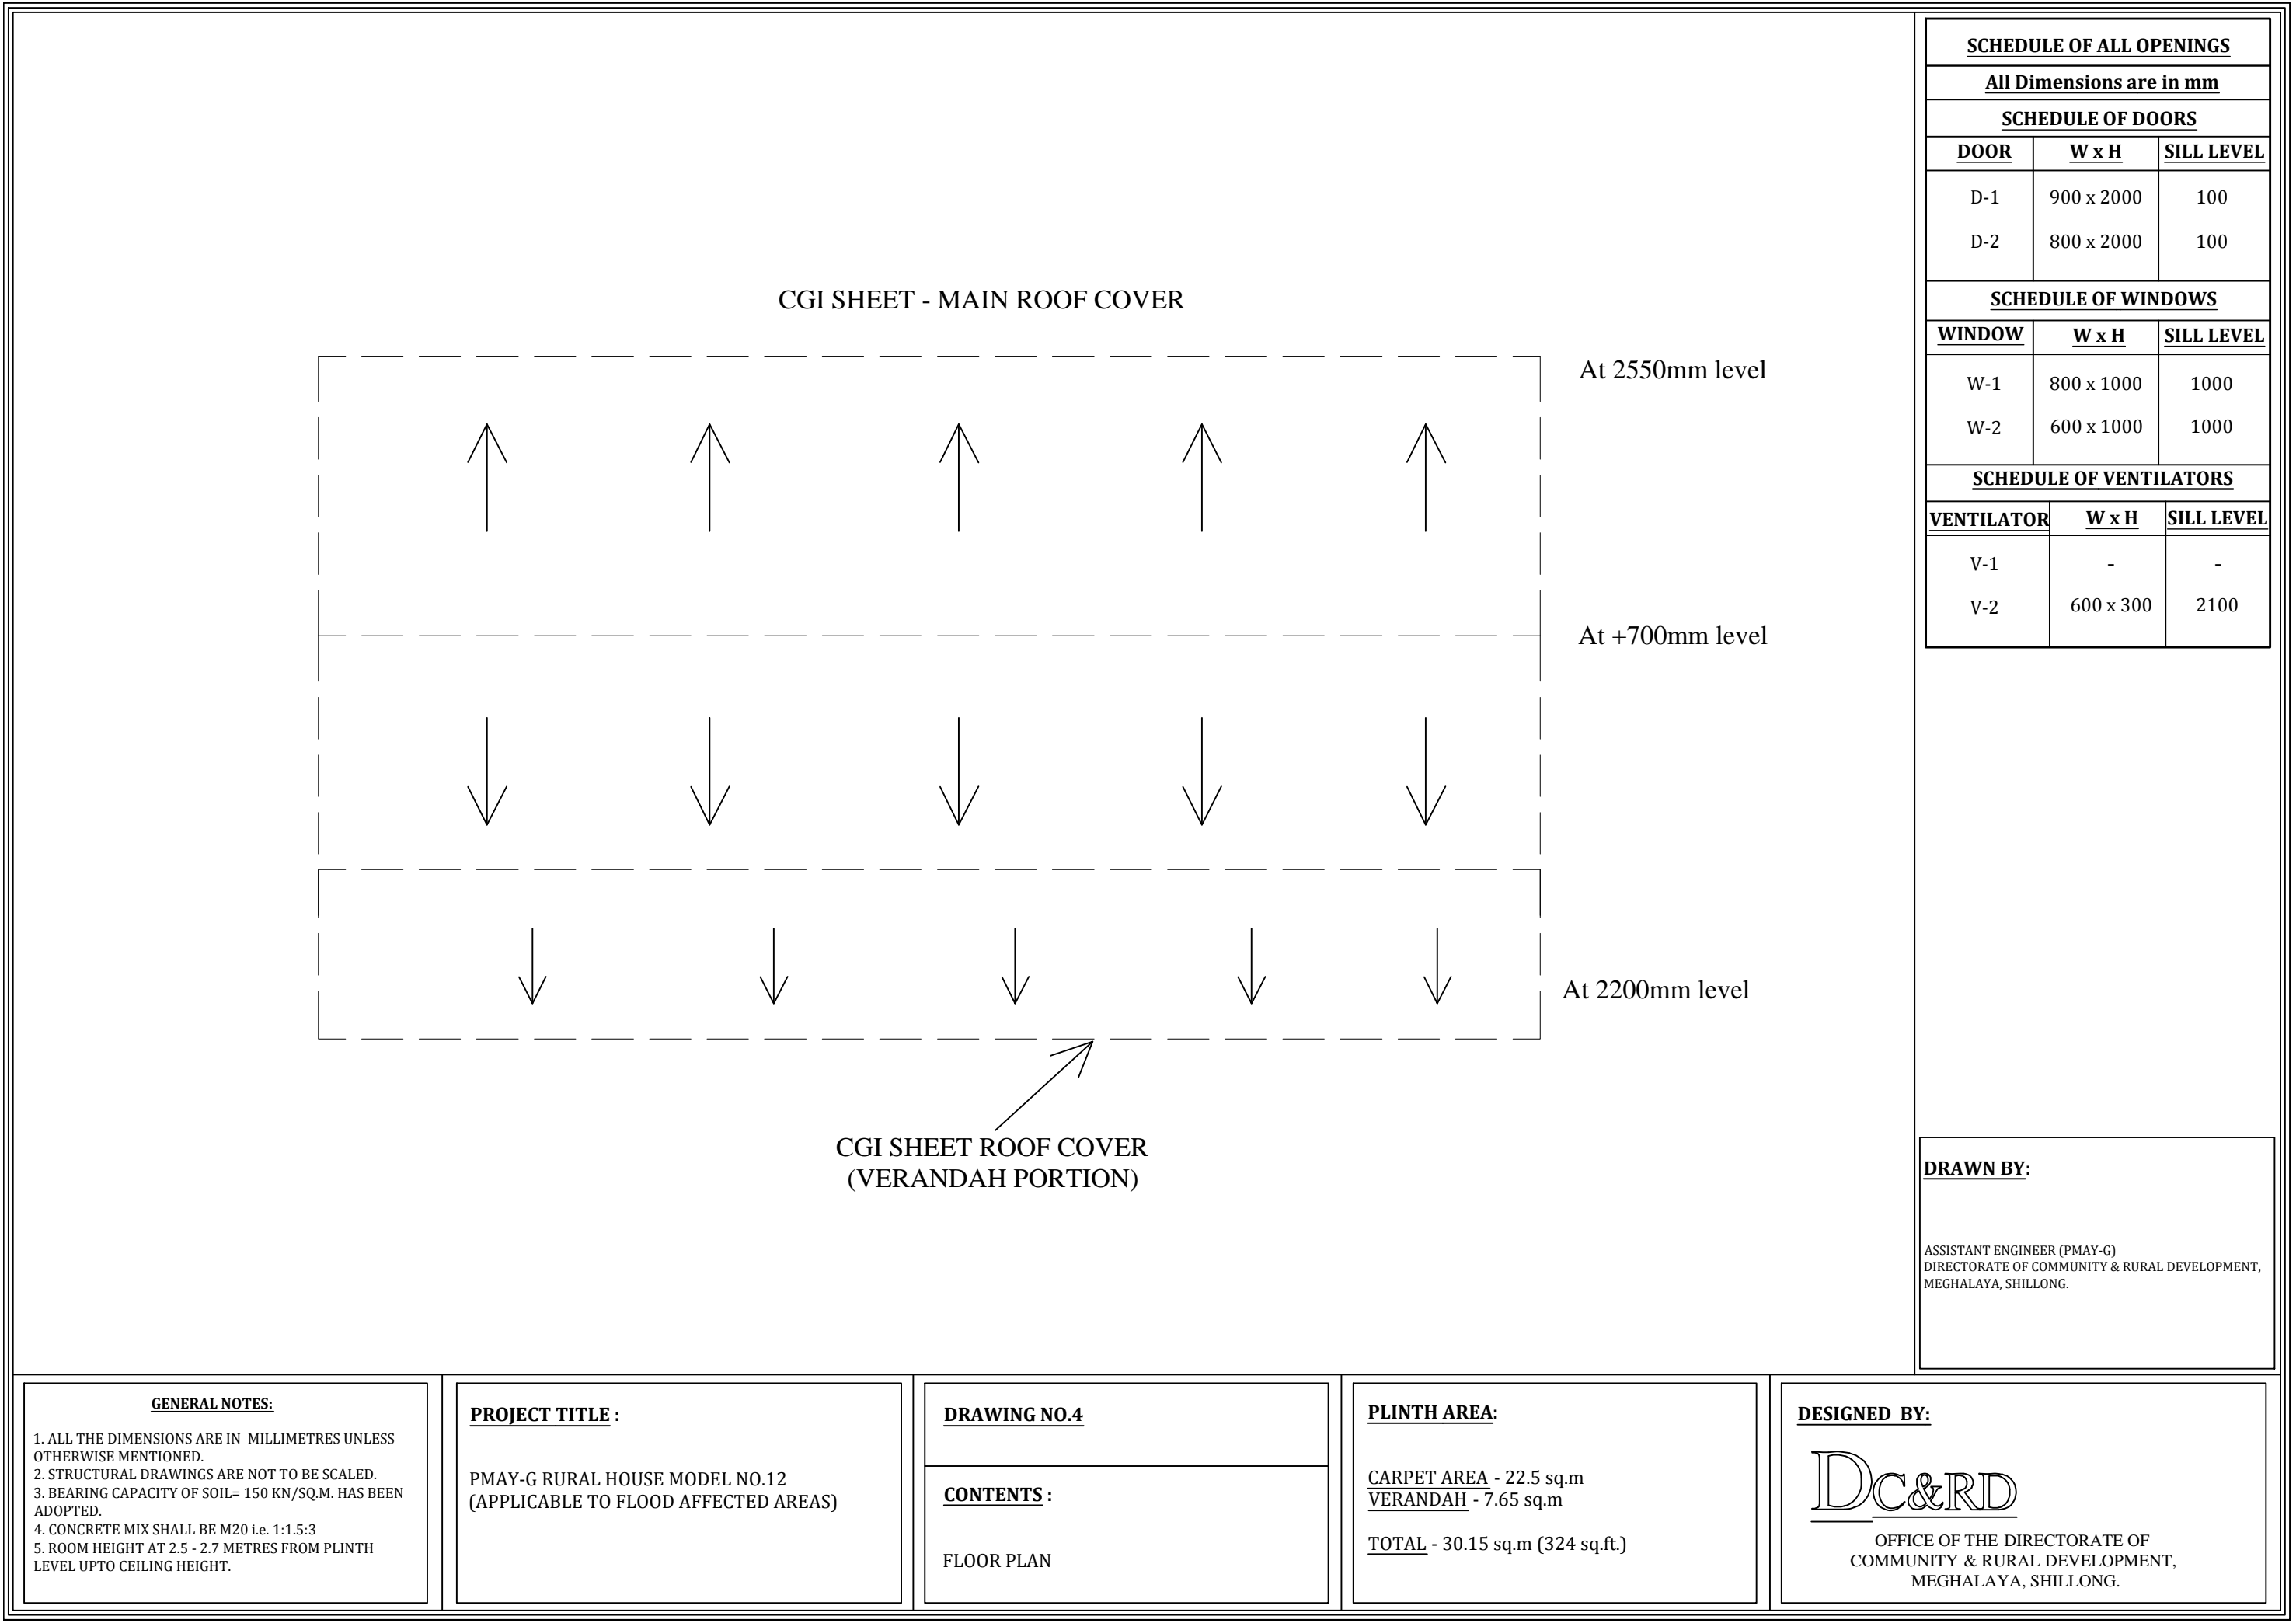 CGI SHEET - MAIN ROOF COVER
At 2550mm level
At +700mm level
At 2200mm level
CGI SHEET ROOF COVER
(VERANDAH PORTION)
SCHEDULE OF ALL OPENINGS
All Dimensions are in mm
SCHEDULE OF DOORS
DOOR W x H SILL LEVEL
D-1 900 x 2000 100
D-2 800 x 2000 100
SCHEDULE OF WINDOWS
WINDOW W x H SILL LEVEL
W-1 800 x 1000 1000
W-2 600 x 1000 1000
SCHEDULE OF VENTILATORS
VENTILATOR W x H SILL LEVEL
V-1 - -
V-2 600 x 300 2100
DRAWN BY:
ASSISTANT ENGINEER (PMAY-G)
DIRECTORATE OF COMMUNITY & RURAL DEVELOPMENT,
MEGHALAYA, SHILLONG.
GENERAL NOTES:
1. ALL THE DIMENSIONS ARE IN MILLIMETRES UNLESS
OTHERWISE MENTIONED.
2. STRUCTURAL DRAWINGS ARE NOT TO BE SCALED.
3. BEARING CAPACITY OF SOIL= 150 KN/SQ.M. HAS BEEN
ADOPTED.
4. CONCRETE MIX SHALL BE M20 i.e. 1:1.5:3
5. ROOM HEIGHT AT 2.5 - 2.7 METRES FROM PLINTH
LEVEL UPTO CEILING HEIGHT.
PROJECT TITLE :
PMAY-G RURAL HOUSE MODEL NO.12
(APPLICABLE TO FLOOD AFFECTED AREAS)
DRAWING NO.4
CONTENTS :
FLOOR PLAN
PLINTH AREA:
CARPET AREA - 22.5 sq.m
VERANDAH - 7.65 sq.m
TOTAL - 30.15 sq.m (324 sq.ft.)
DESIGNED BY:
DC&RD
OFFICE OF THE DIRECTORATE OF
COMMUNITY & RURAL DEVELOPMENT,
MEGHALAYA, SHILLONG.